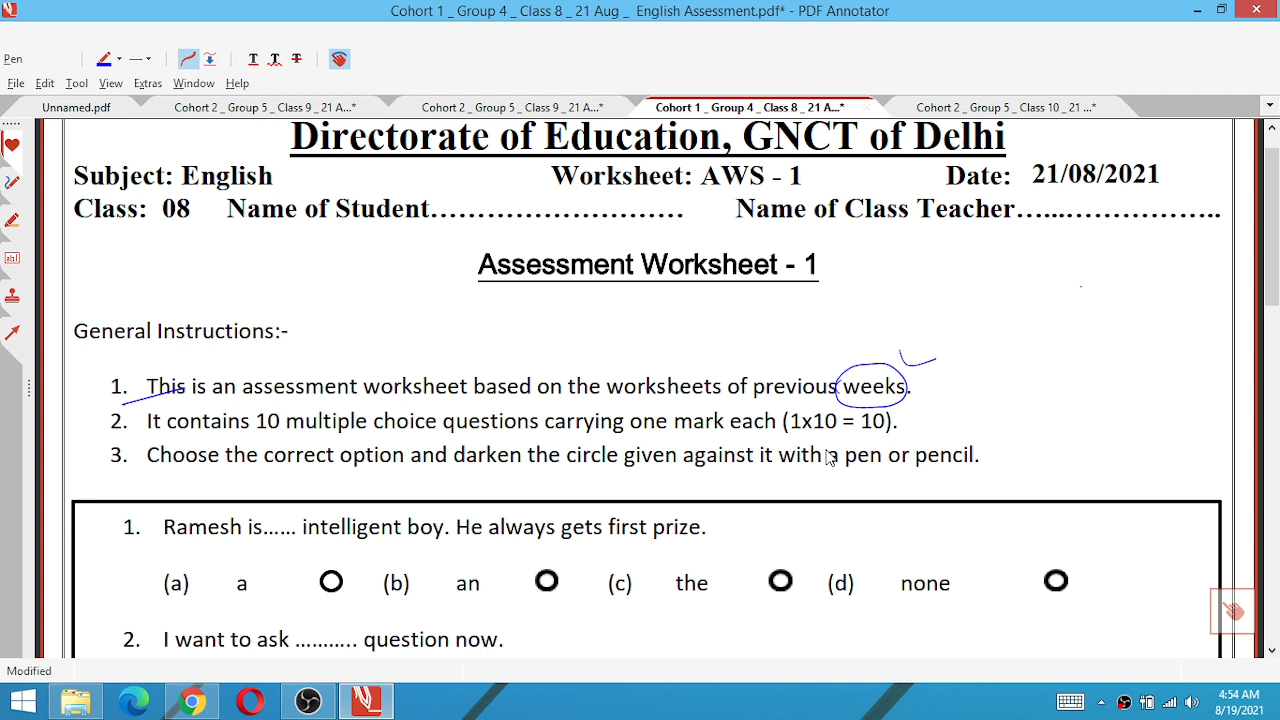 Cohort 1 _ Group 4 _ Class 8 _ 21 Aug _ English Assessment.pdf* - PDF Annotator
Pen
T T T
File Edit Tool View Extras Window Help
Unnamed.pdf Cohort 2 _ Group 5 _ Class 9 _ 21 A...* Cohort 2 _ Group 5 _ Class 9 _ 21 A...* Cohort 1 _ Group 4 _ Class 8 _ 21 A...* Cohort 2 _ Group 5 _ Class 10 _ 21 ...*
Directorate of Education, GNCT of Delhi
Subject: English Worksheet: AWS - 1 Date: 21/08/2021
Class: 08 Name of Student……………………… Name of Class Teacher…...……………..
Assessment Worksheet - 1
General Instructions:-
1. This is an assessment worksheet based on the worksheets of previous weeks.
2. It contains 10 multiple choice questions carrying one mark each (1x10 = 10).
3. Choose the correct option and darken the circle given against it with a pen or pencil.
1. Ramesh is...... intelligent boy. He always gets first prize.
(a) a (b) an (c) the (d) none
2. I want to ask ........... question now.
Modified
4:54 AM
8/19/2021